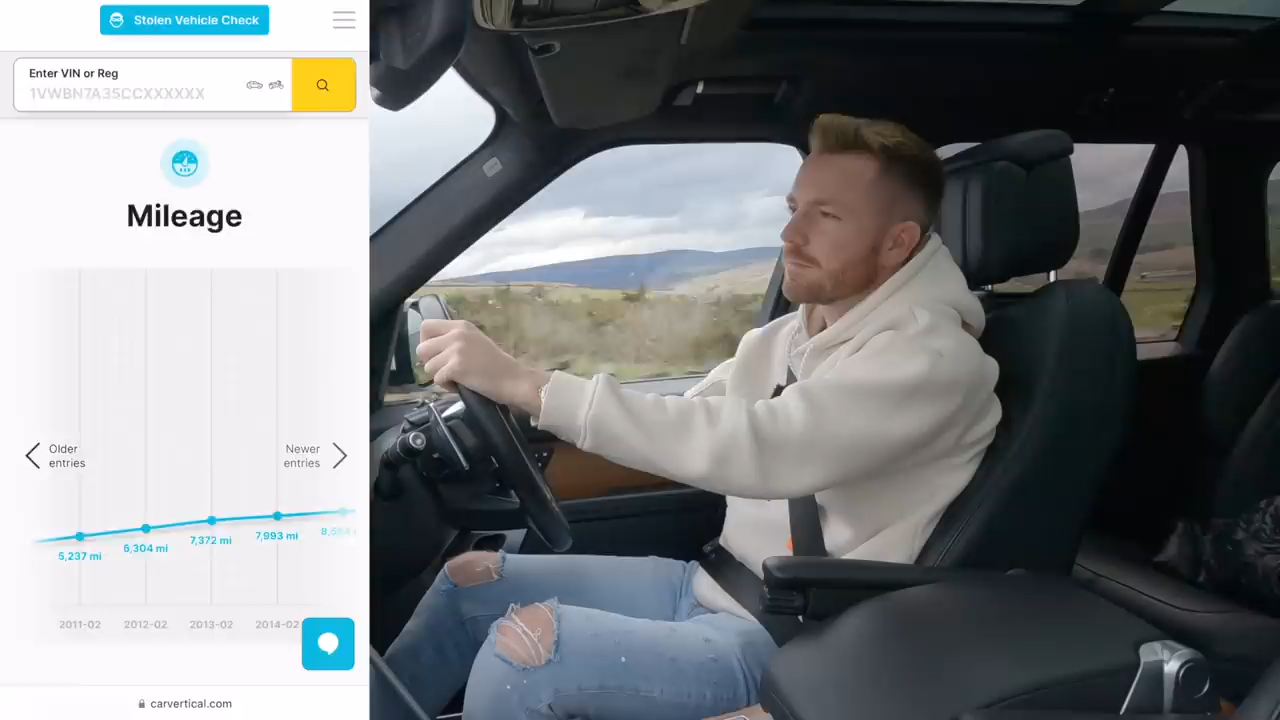 Stolen Vehicle Check
Enter VIN or Reg
1VWBN7A35CCXXXXXX
Mileage
Older
entries
Newer
entries
5,237 mi
6,304 mi
7,372 mi
7,993 mi
2011-02
2012-02
2013-02
2014-02
carvertical.com